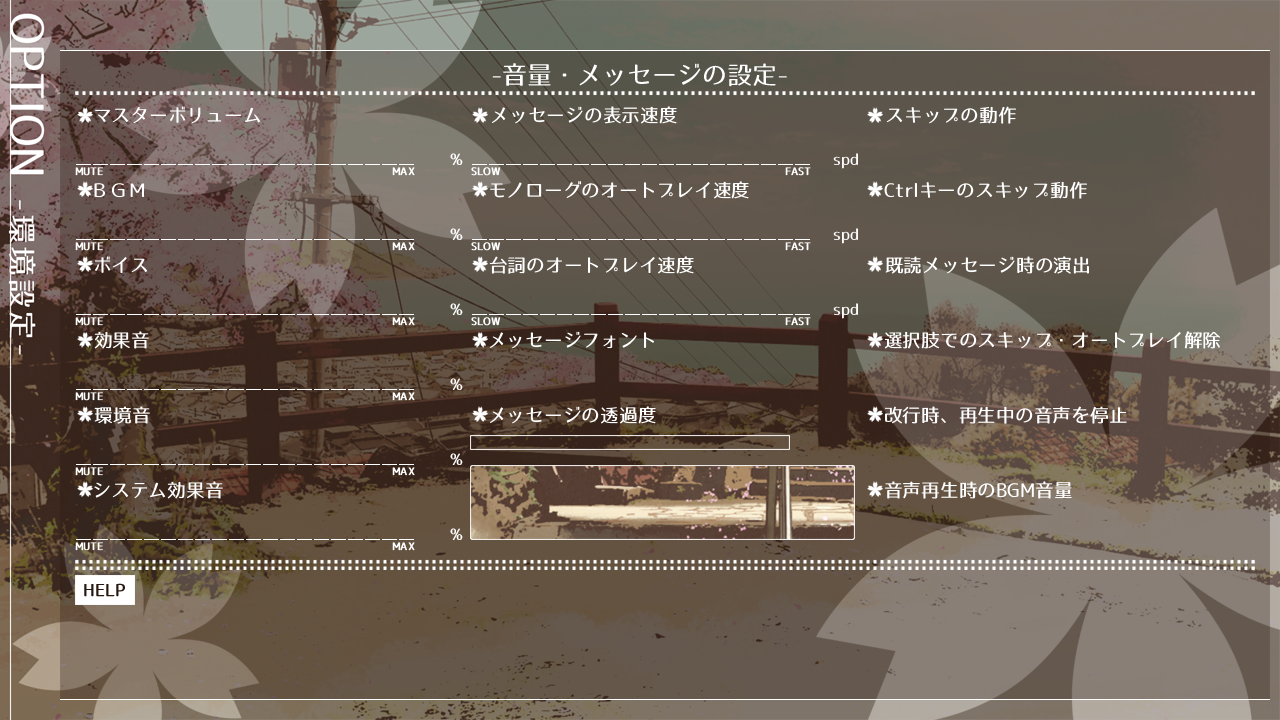 OPTION -環境設定-
-音量・メッセージの設定-
✱マスターボリューム
MUTE MAX %
✱ＢＧＭ
MUTE MAX %
✱ボイス
MUTE MAX %
✱効果音
MUTE MAX %
✱環境音
MUTE MAX %
✱システム効果音
MUTE MAX %
✱メッセージの表示速度
SLOW FAST spd
✱モノローグのオートプレイ速度
SLOW FAST spd
✱台詞のオートプレイ速度
SLOW FAST spd
✱メッセージフォント
✱メッセージの透過度
✱スキップの動作
✱Ctrlキーのスキップ動作
✱既読メッセージ時の演出
✱選択肢でのスキップ・オートプレイ解除
✱改行時、再生中の音声を停止
✱音声再生時のBGM音量
HELP